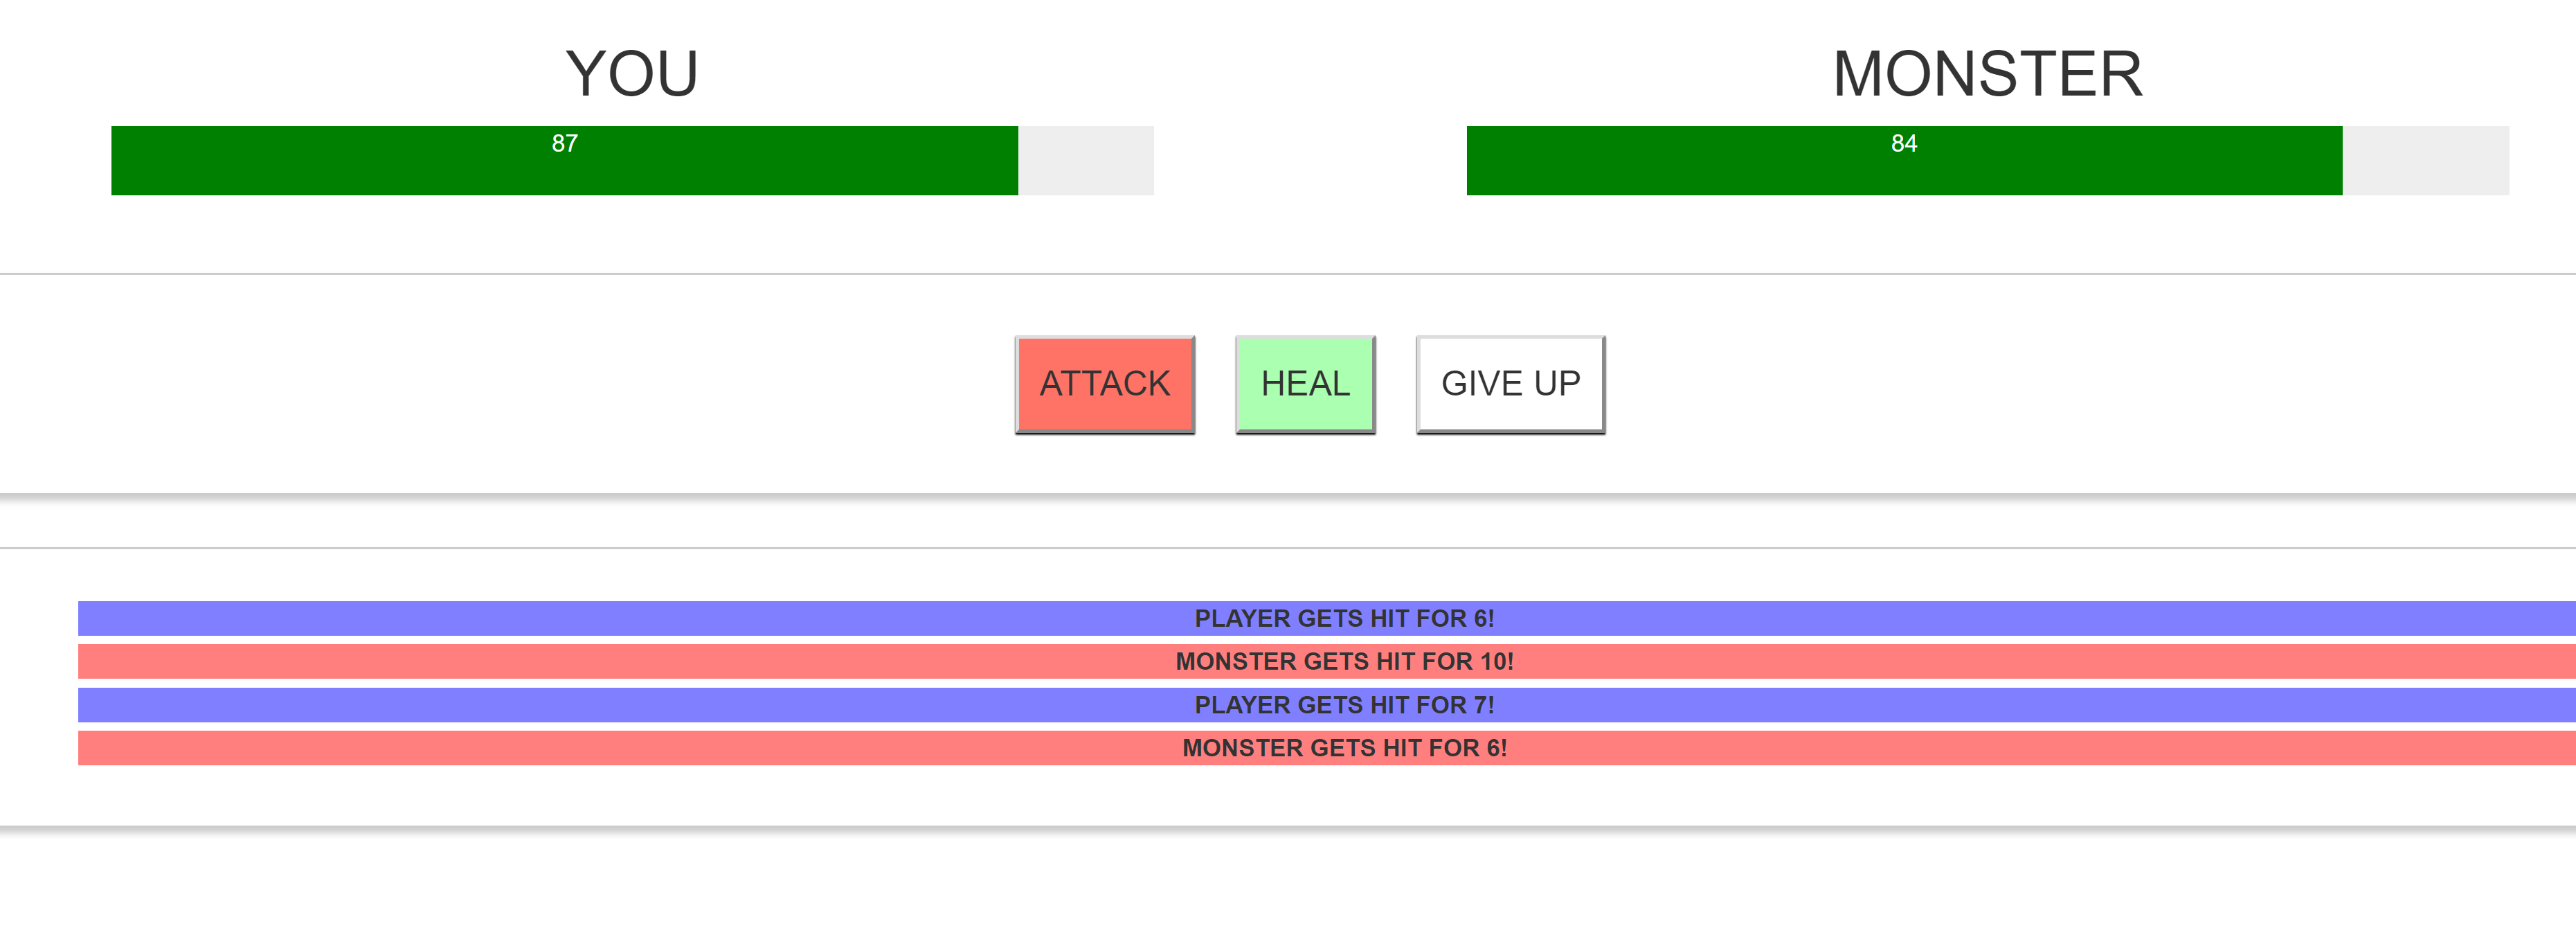 YOU
MONSTER
87
84
ATTACK
HEAL
GIVE UP
PLAYER GETS HIT FOR 6!
MONSTER GETS HIT FOR 10!
PLAYER GETS HIT FOR 7!
MONSTER GETS HIT FOR 6!